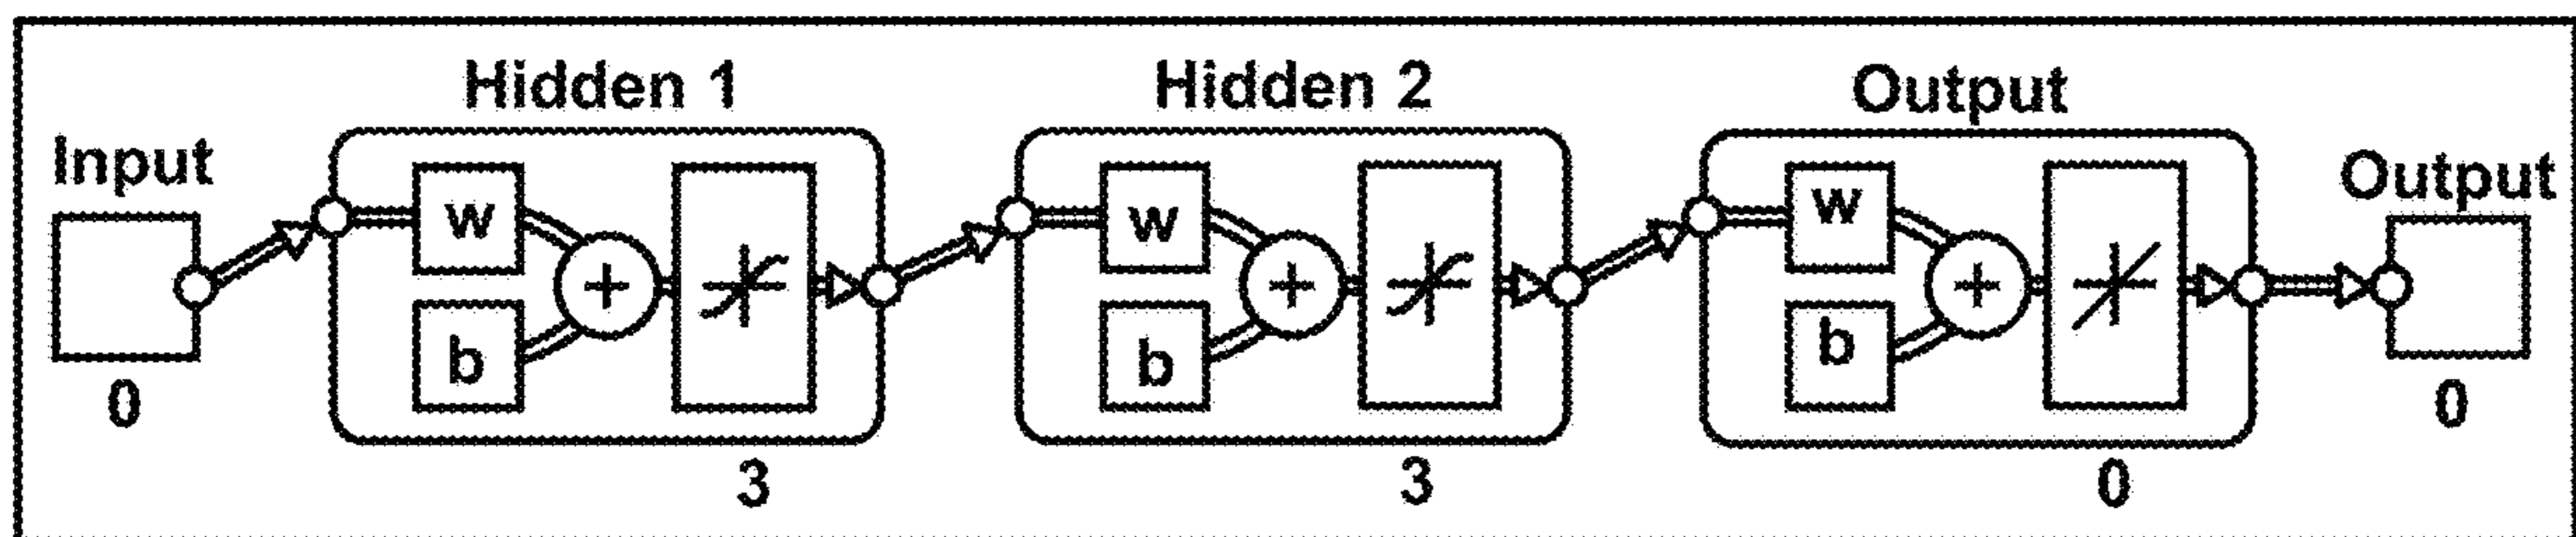 Hidden 1 Hidden 2 Output
Input Output
w w w
+ + +
b b b
0 0
3 3 0